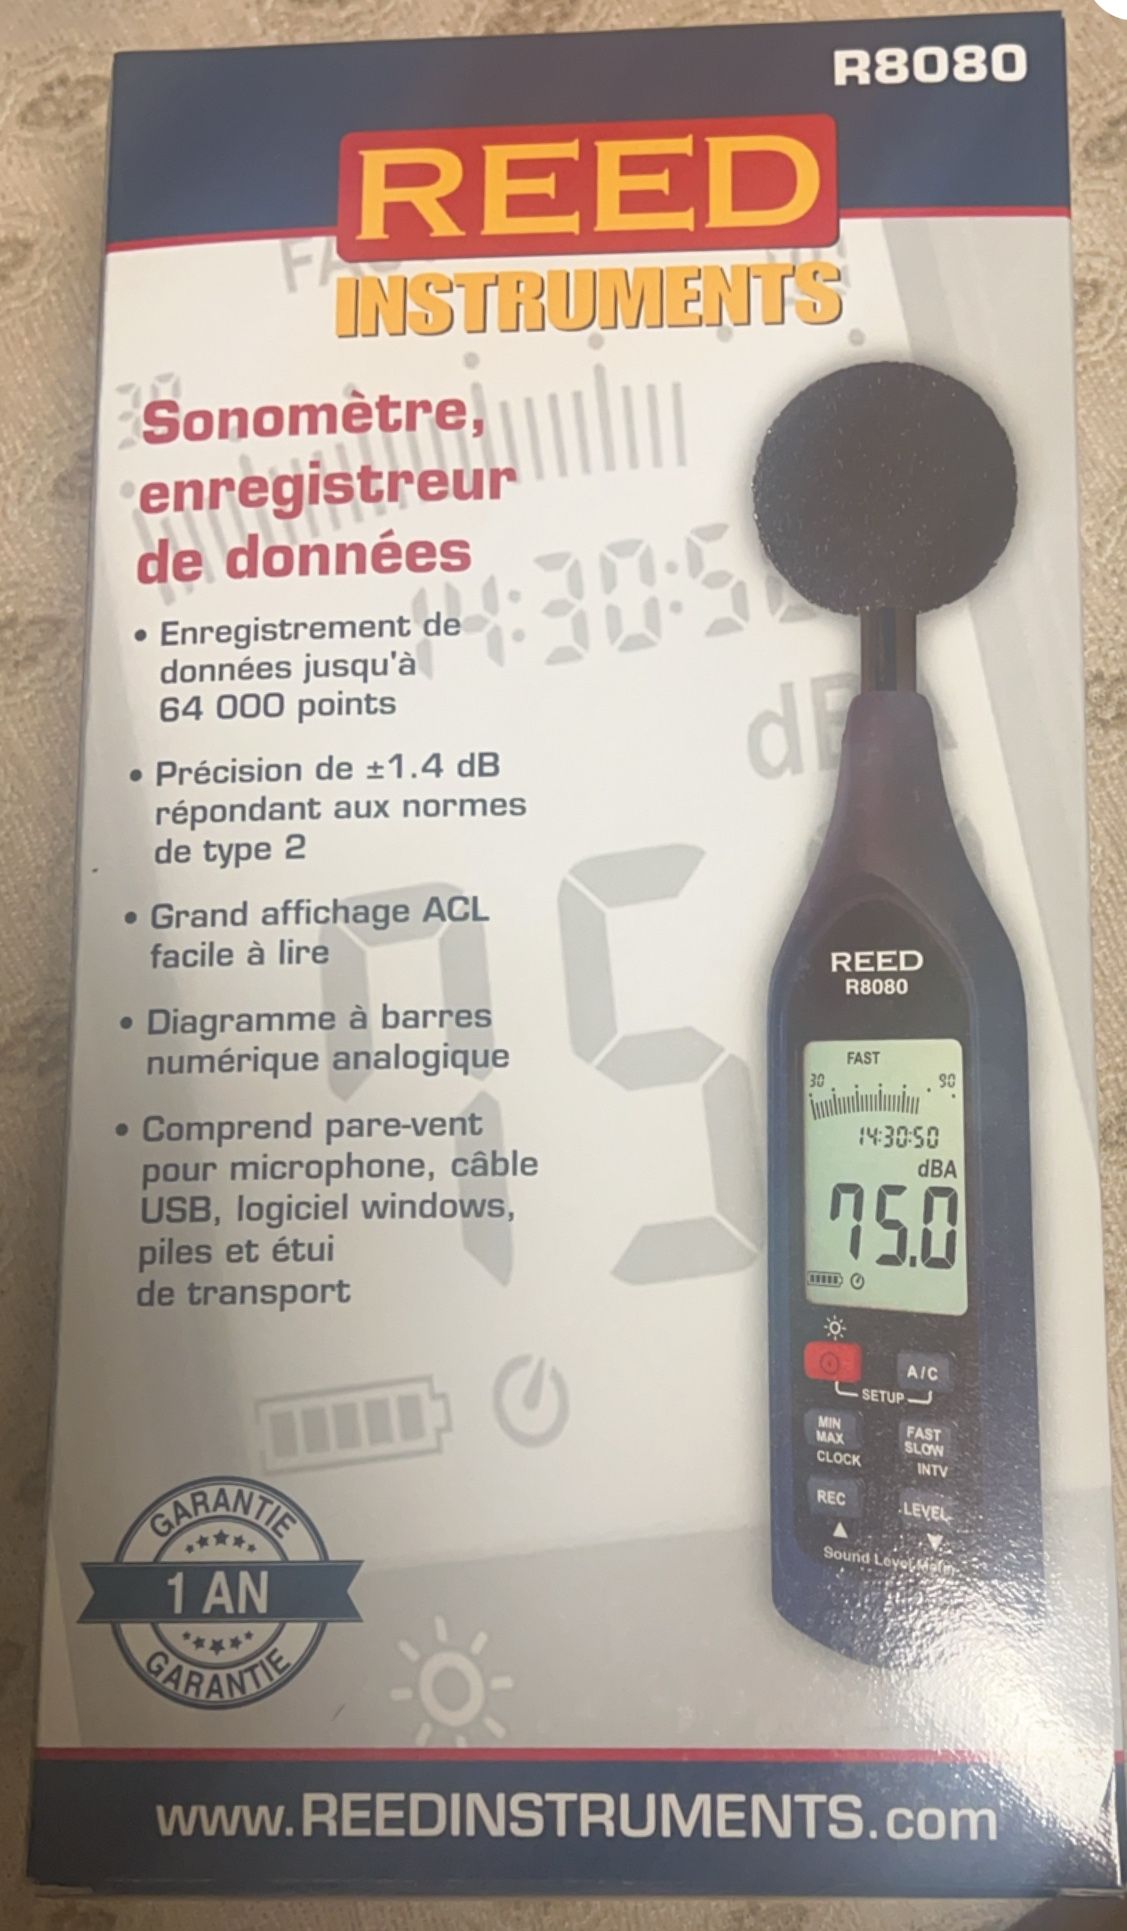 R8080
REED
INSTRUMENTS
Sonomètre,
enregistreur
de données
• Enregistrement de
données jusqu'à
64 000 points
• Précision de ±1.4 dB
répondant aux normes
de type 2
• Grand affichage ACL
facile à lire
• Diagramme à barres
numérique analogique
• Comprend pare-vent
pour microphone, câble
USB, logiciel windows,
piles et étui
de transport
REED
R8080
FAST
30 90
14:30:50
dBA
75.0
A/C
SETUP
MIN
MAX
CLOCK
FAST
SLOW
INTV
REC
LEVEL
Sound Level
GARANTIE
1 AN
GARANTIE
www.REEDINSTRUMENTS.com